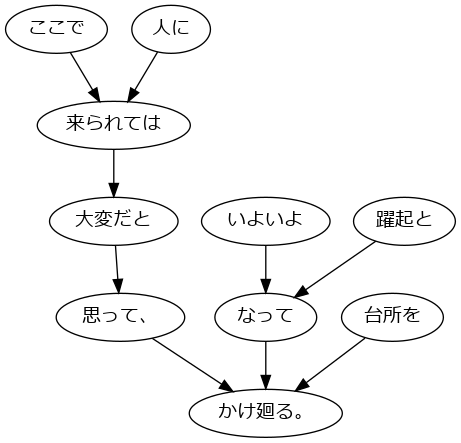 ここで 人に
来られては
大変だと いよいよ 躍起と
思って、 なって 台所を
かけ廻る。